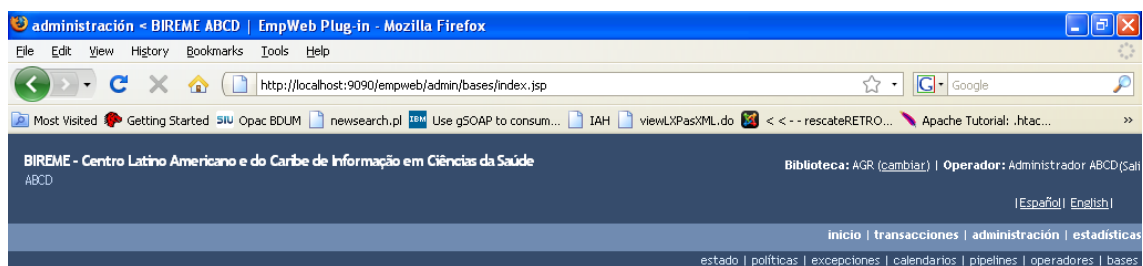 administración < BIREME ABCD | EmpWeb Plug-in - Mozilla Firefox
File Edit View History Bookmarks Tools Help
http://localhost:9090/empweb/admin/bases/index.jsp
G Google
Most Visited Getting Started SIU Opac BDUM newsearch.pl IBM Use gSOAP to consum... IAH viewLXPasXML.do < < - - rescateRETRO... Apache Tutorial: .htac... »
BIREME - Centro Latino Americano e do Caribe de Informação em Ciências da Saúde
Biblioteca: AGR (cambiar) | Operador: Administrador ABCD(Sali
ABCD
|Español| English|
inicio | transacciones | administración | estadísticas
estado | políticas | excepciones | calendarios | pipelines | operadores | bases